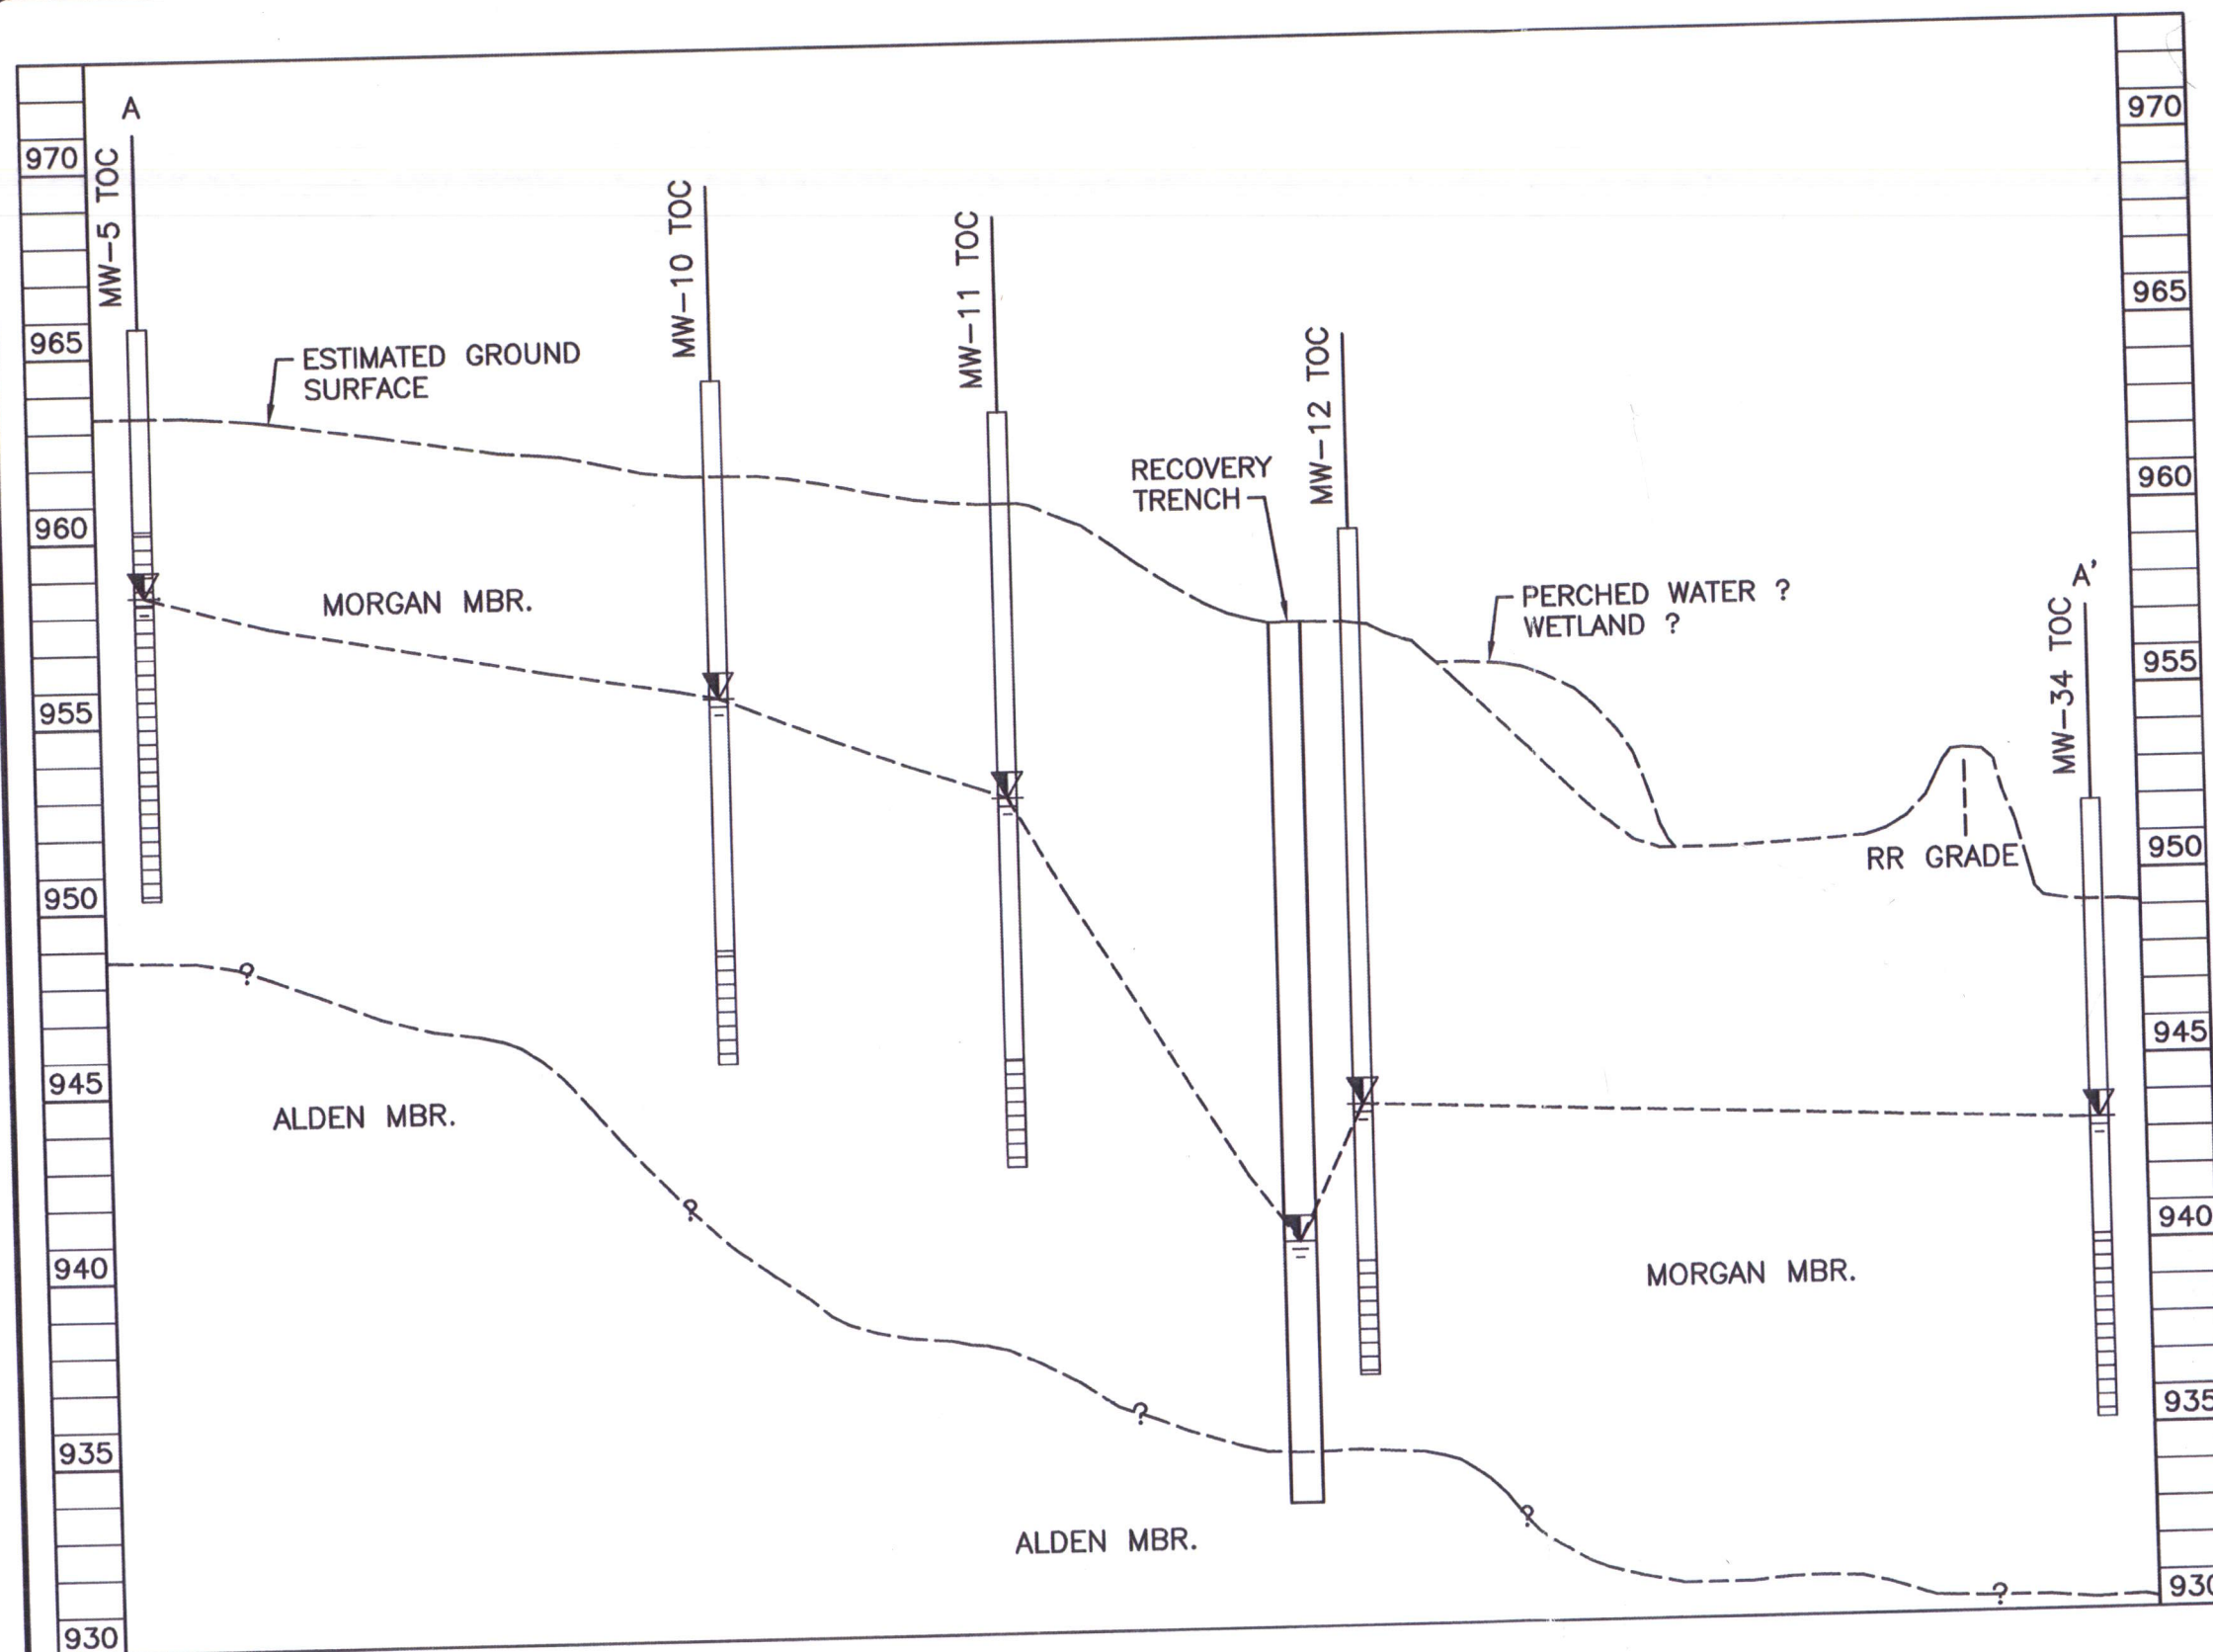 A
MW-5 TOC
MW-10 TOC
MW-11 TOC
MW-12 TOC
A'
MW-34 TOC
ESTIMATED GROUND
SURFACE
RECOVERY
TRENCH
PERCHED WATER ?
WETLAND ?
MORGAN MBR.
RR GRADE
ALDEN MBR.
MORGAN MBR.
ALDEN MBR.
?
?
?
?
?
970
965
960
955
950
945
940
935
930
970
965
960
955
950
945
940
935
930